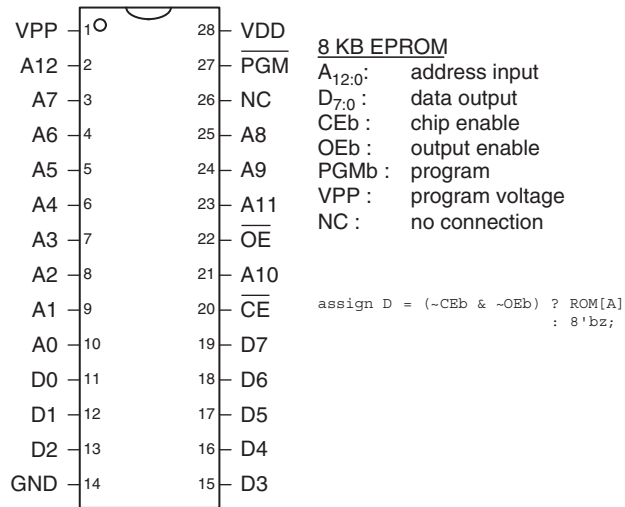 VPP 1 28 VDD
A12 2 27 PGM
A7 3 26 NC
A6 4 25 A8
A5 5 24 A9
A4 6 23 A11
A3 7 22 OE
A2 8 21 A10
A1 9 20 CE
A0 10 19 D7
D0 11 18 D6
D1 12 17 D5
D2 13 16 D4
GND 14 15 D3
8 KB EPROM
A12:0: address input
D7:0 : data output
CEb : chip enable
OEb : output enable
PGMb : program
VPP : program voltage
NC : no connection
assign D = (~CEb & ~OEb) ? ROM[A]
: 8'bz;